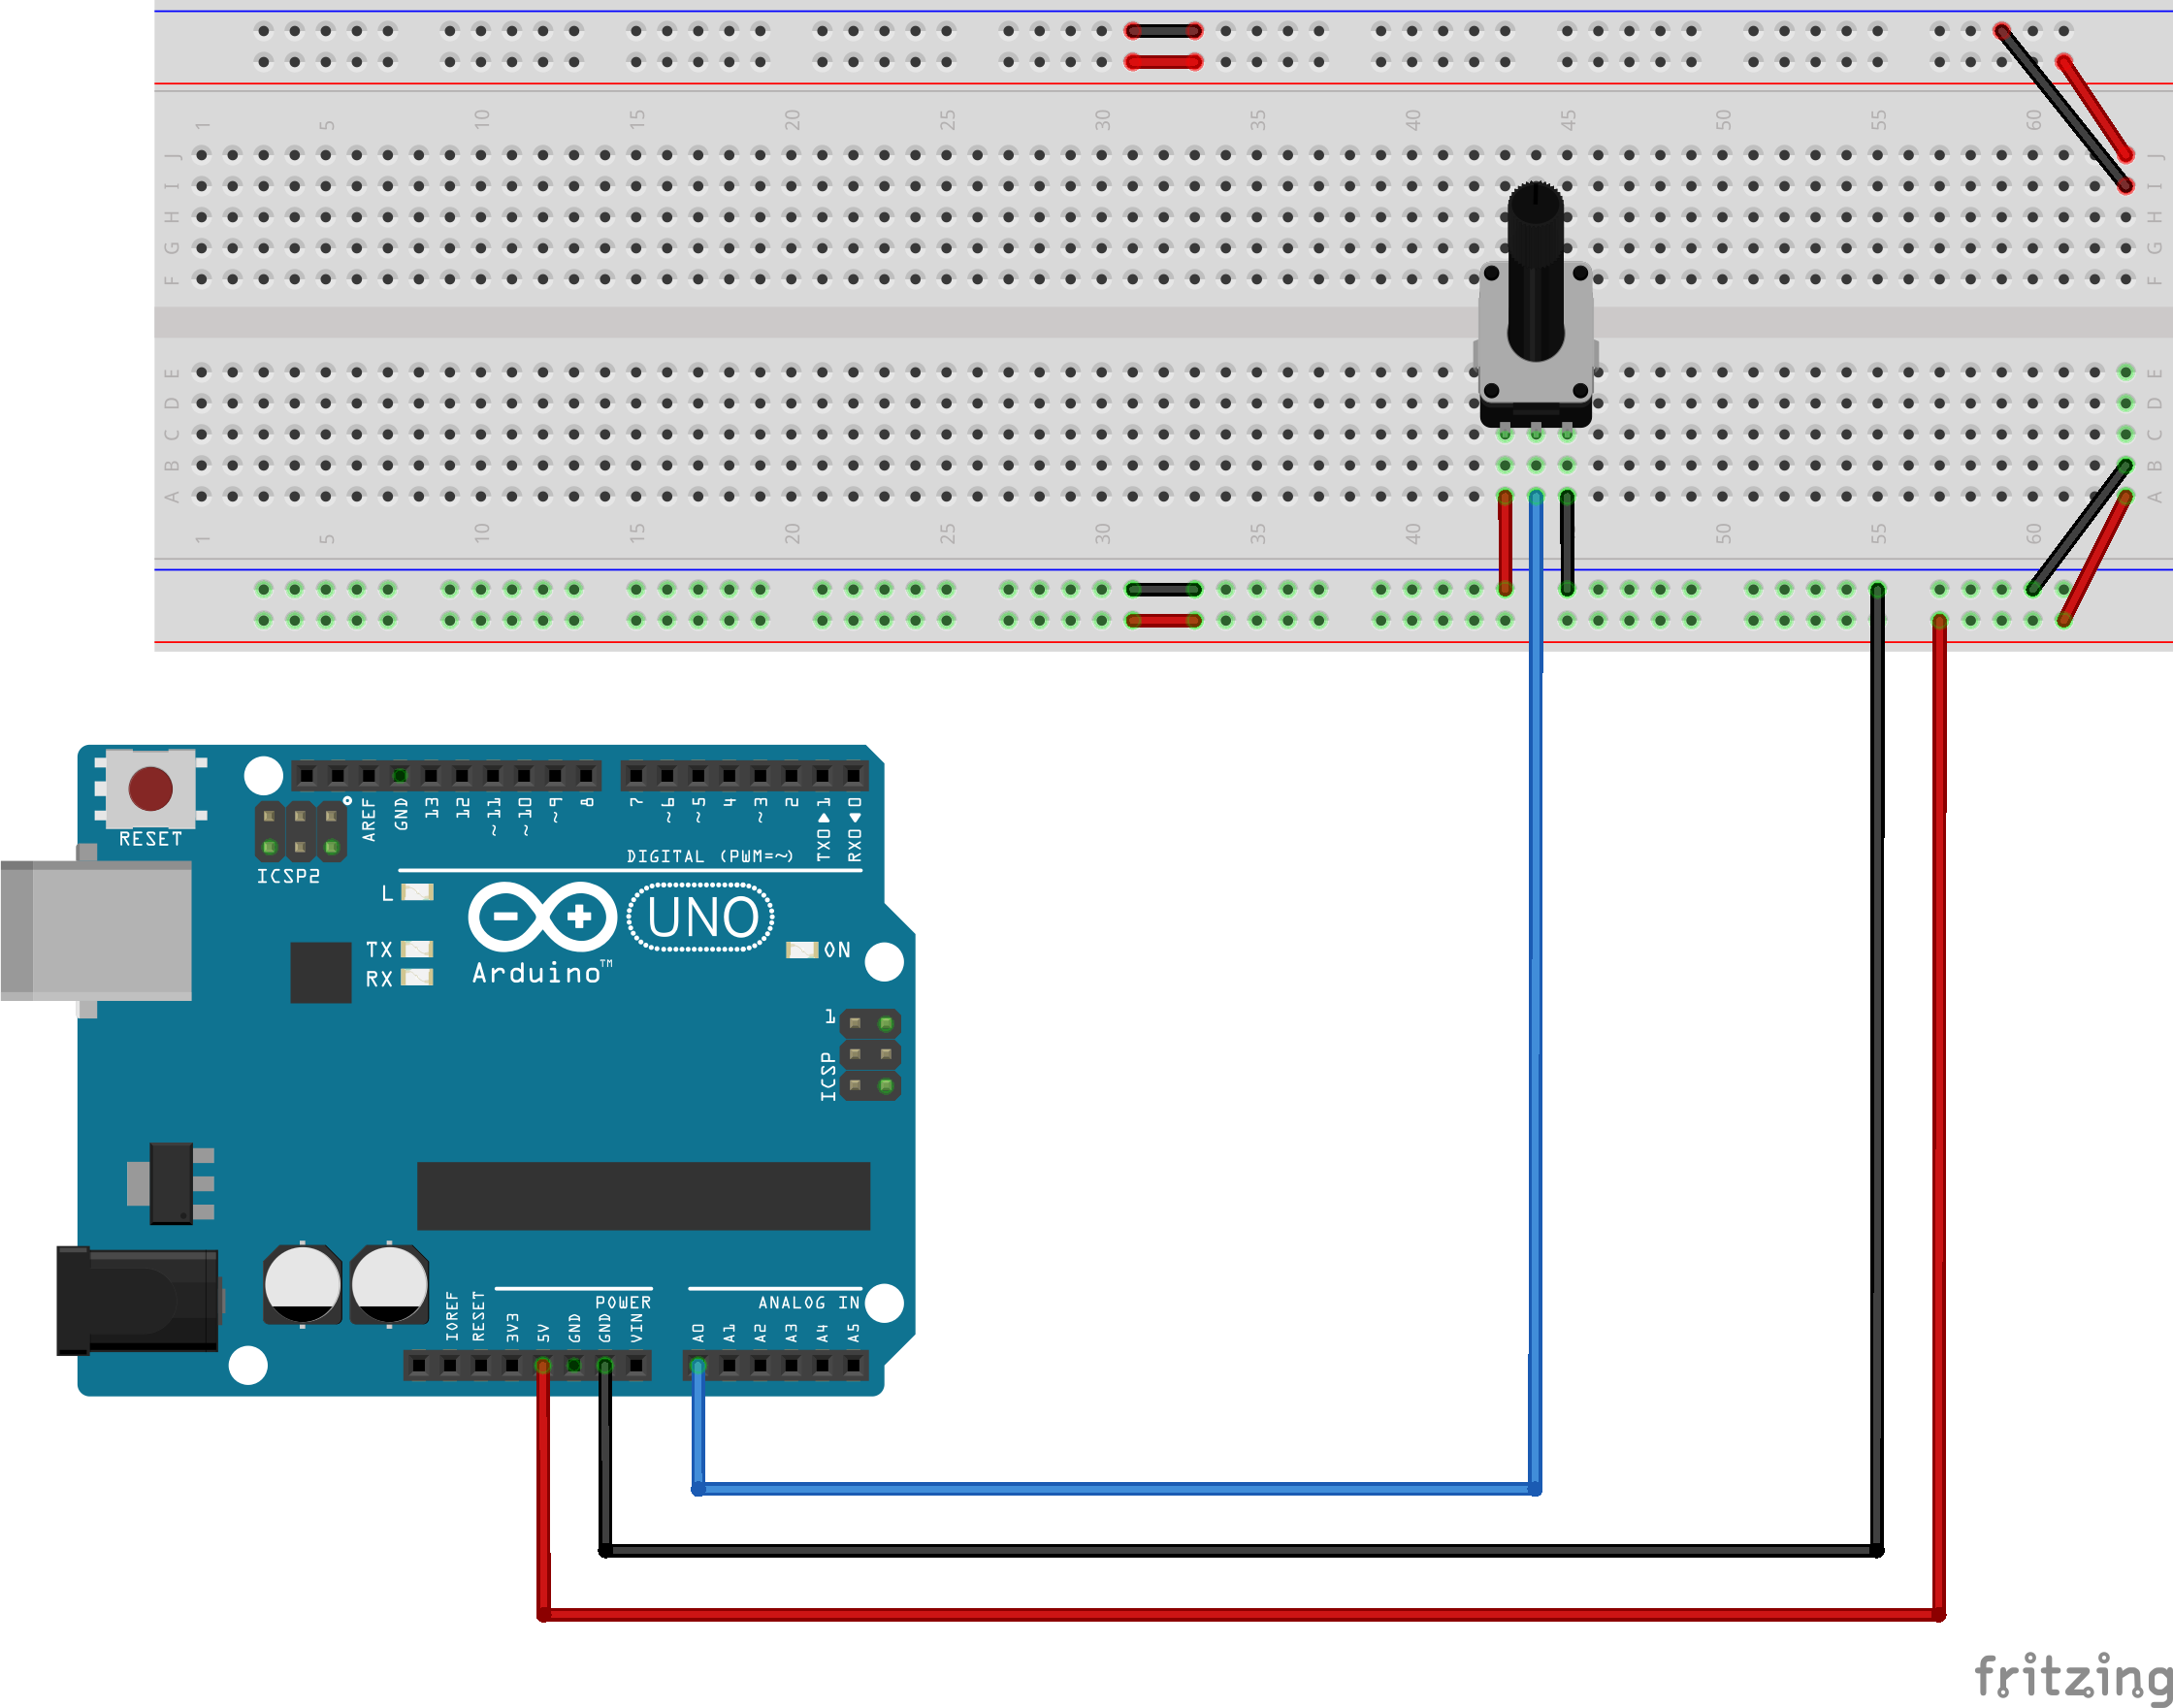 1 5 10 15 20 25 30 35 40 45 50 55 60
J J
I I
H H
G G
F F
E E
D D
C C
B B
A A
1 5 10 15 20 25 30 35 40 45 50 55 60
RESET
AREF GND 13 12 ~11 ~10 ~9 8 7 ~6 ~5 4 ~3 2 TX0▶1 RX0◀0
DIGITAL (PWM=~)
ICSP2
L
UNO
TX
ON
RX
Arduino™
1
ICSP
POWER
ANALOG IN
IOREF RESET 3V3 5V GND GND VIN A0 A1 A2 A3 A4 A5
fritzing